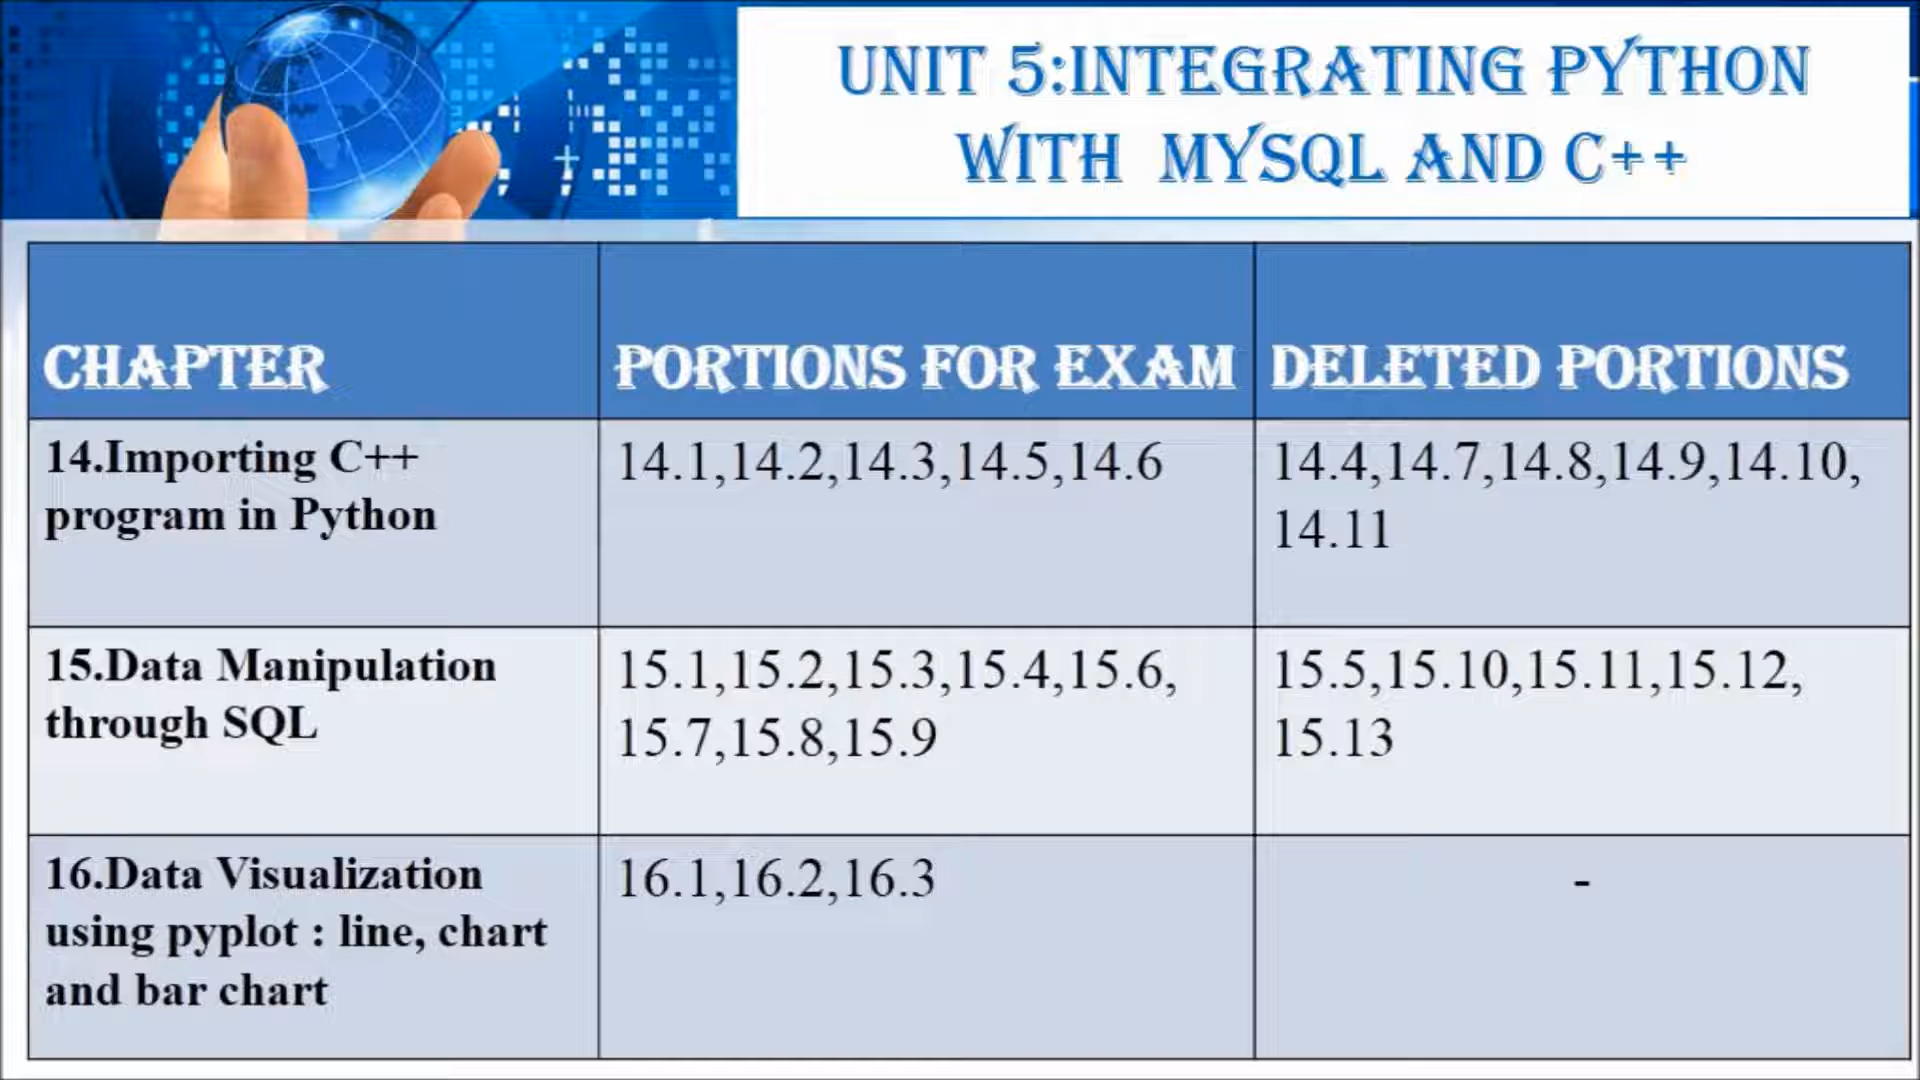 UNIT 5:INTEGRATING PYTHON
WITH MYSQL AND C++
CHAPTER
PORTIONS FOR EXAM
DELETED PORTIONS
14.Importing C++
program in Python
14.1,14.2,14.3,14.5,14.6
14.4,14.7,14.8,14.9,14.10,
14.11
15.Data Manipulation
through SQL
15.1,15.2,15.3,15.4,15.6,
15.7,15.8,15.9
15.5,15.10,15.11,15.12,
15.13
16.Data Visualization
using pyplot : line, chart
and bar chart
16.1,16.2,16.3
-